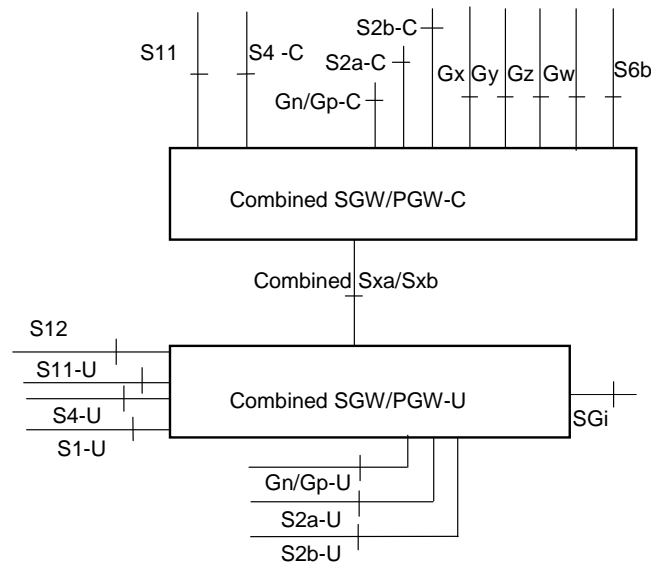 S2b-C
S11
S4 -C
S2a-C
Gx
Gy
Gz
Gw
S6b
Gn/Gp-C
Combined SGW/PGW-C
Combined Sxa/Sxb
S12
S11-U
Combined SGW/PGW-U
S4-U
SGi
S1-U
Gn/Gp-U
S2a-U
S2b-U